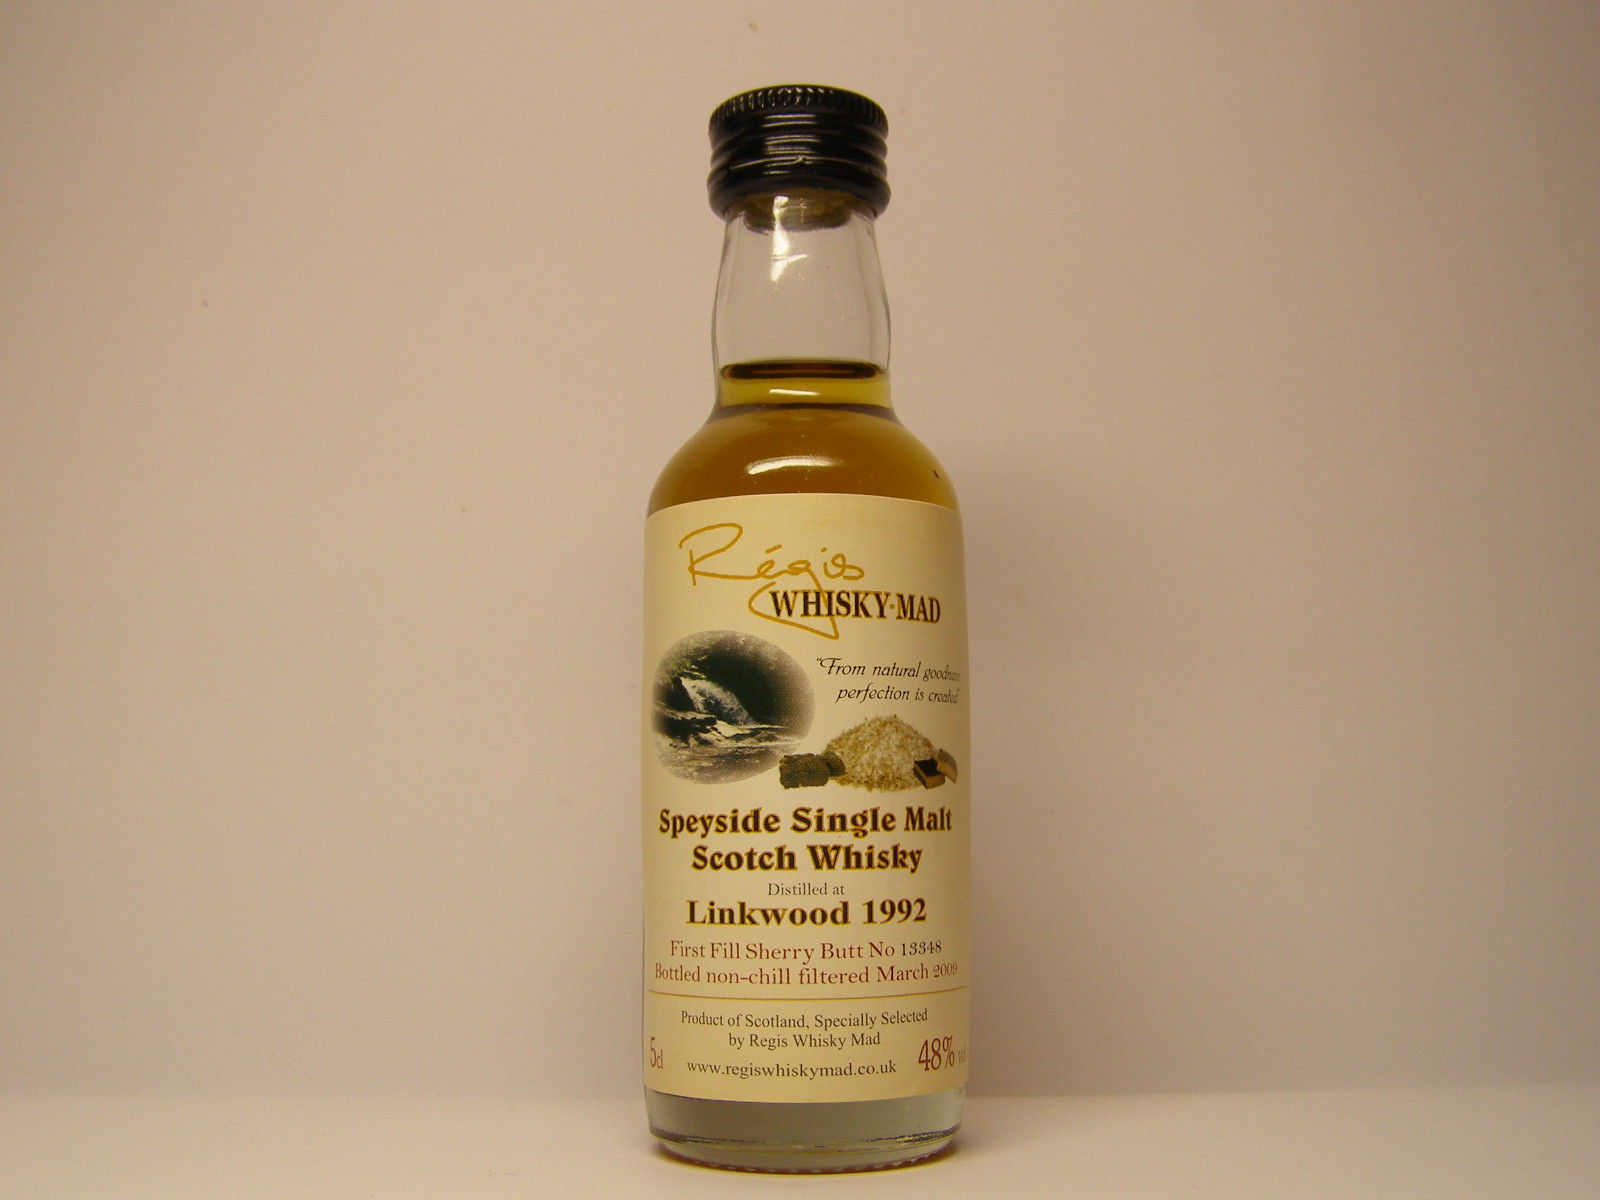 Régis
WHISKY·MAD
"From natural goodness
perfection is created"
Speyside Single Malt
Scotch Whisky
Distilled at
Linkwood 1992
First Fill Sherry Butt No 13348
Bottled non-chill filtered March 2009
Product of Scotland, Specially Selected
by Regis Whisky Mad
5cl
www.regiswhiskymad.co.uk
48% vol